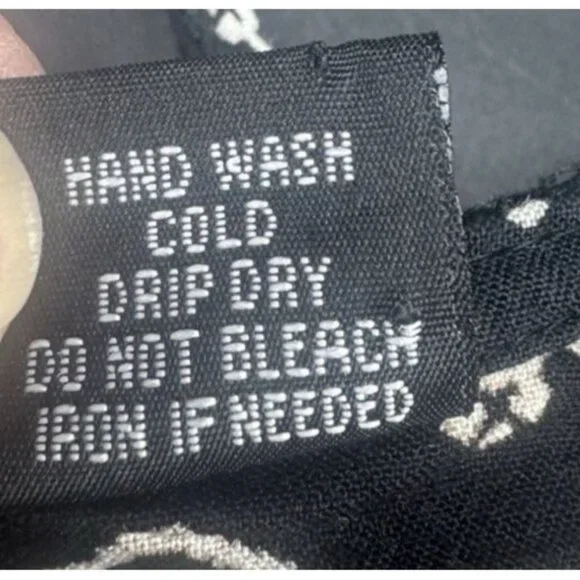 HAND WASH
COLD
DRIP DRY
DO NOT BLEACH
IRON IF NEEDED